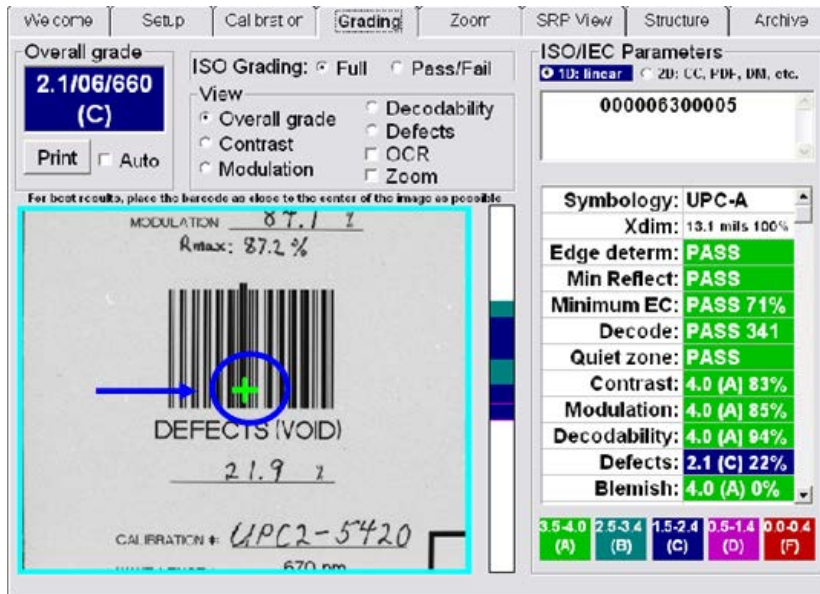 Welcome Setup Calibration Grading Zoom SRP View Structure Archive
Overall grade
2.1/06/660
(C)
Print Auto
ISO Grading: Full Pass/Fail
View
Overall grade
Contrast
Modulation
Decodability
Defects
OCR
Zoom
For best results, place the barcode as close to the center of the image as possible
MODULATION 87.1 %
Rmax: 87.2 %
DEFECTS (VOID)
21.9 %
CALIBRATION #: UPC2-5420
670 nm
ISO/IEC Parameters
1D: linear 2D: CC, PDF, DM, etc.
000006300005
Symbology: UPC-A
Xdim: 13.1 mils 100%
Edge determ: PASS
Min Reflect: PASS
Minimum EC: PASS 71%
Decode: PASS 341
Quiet zone: PASS
Contrast: 4.0 (A) 83%
Modulation: 4.0 (A) 85%
Decodability: 4.0 (A) 94%
Defects: 2.1 (C) 22%
Blemish: 4.0 (A) 0%
3.5-4.0 2.5-3.4 1.5-2.4 0.5-1.4 0.0-0.4
(A) (B) (C) (D) (F)